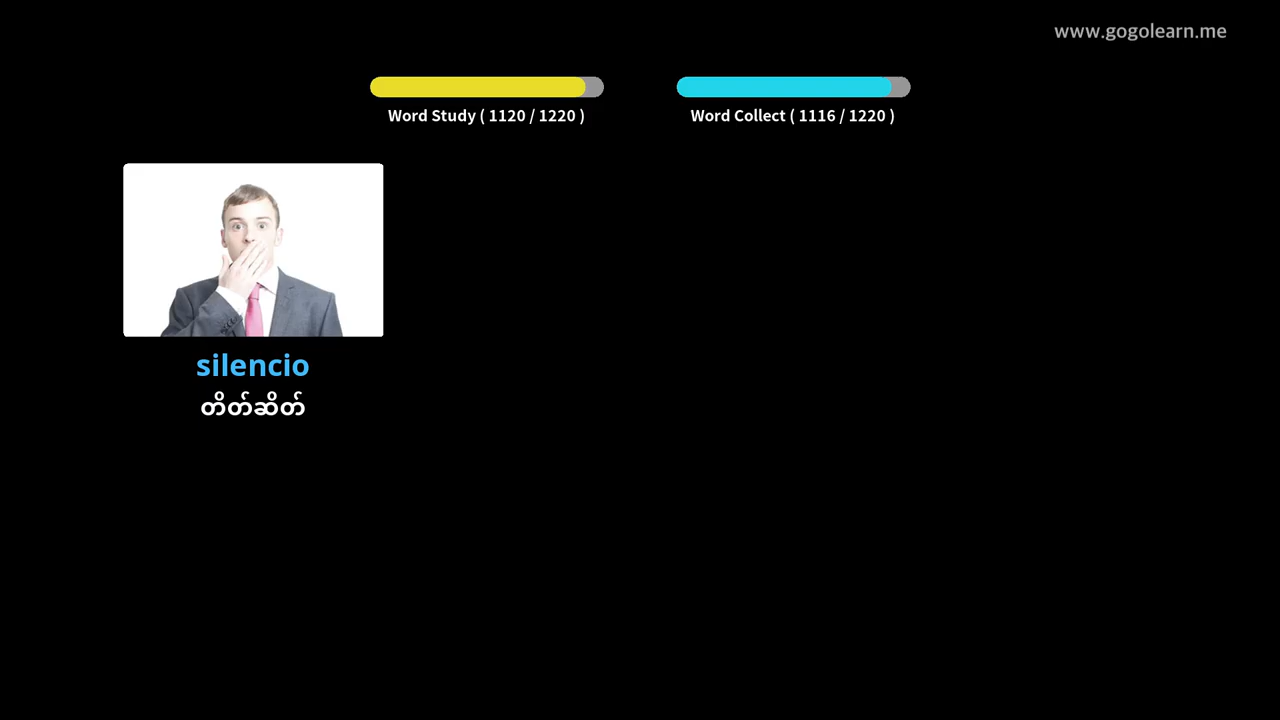 www.gogolearn.me
Word Study ( 1120 / 1220 )
Word Collect ( 1116 / 1220 )
silencio
တိတ်ဆိတ်